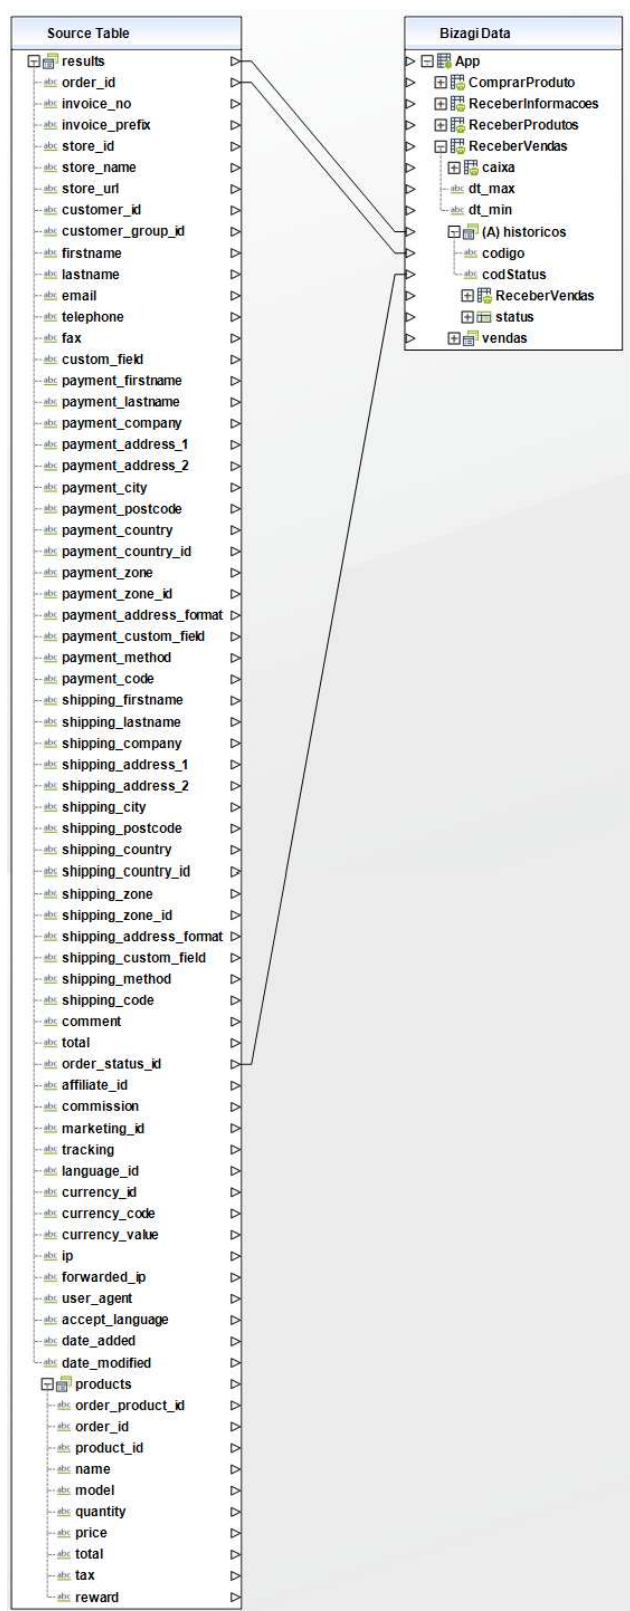 Source Table
results
order_id
invoice_no
invoice_prefix
store_id
store_name
store_url
customer_id
customer_group_id
firstname
lastname
email
telephone
fax
custom_field
payment_firstname
payment_lastname
payment_company
payment_address_1
payment_address_2
payment_city
payment_postcode
payment_country
payment_country_id
payment_zone
payment_zone_id
payment_address_format
payment_custom_field
payment_method
payment_code
shipping_firstname
shipping_lastname
shipping_company
shipping_address_1
shipping_address_2
shipping_city
shipping_postcode
shipping_country
shipping_country_id
shipping_zone
shipping_zone_id
shipping_address_format
shipping_custom_field
shipping_method
shipping_code
comment
total
order_status_id
affiliate_id
commission
marketing_id
tracking
language_id
currency_id
currency_code
currency_value
ip
forwarded_ip
user_agent
accept_language
date_added
date_modified
products
order_product_id
order_id
product_id
name
model
quantity
price
total
tax
reward
Bizagi Data
App
ComprarProduto
ReceberInformacoes
ReceberProdutos
ReceberVendas
caixa
dt_max
dt_min
(A) historicos
codigo
codStatus
ReceberVendas
status
vendas